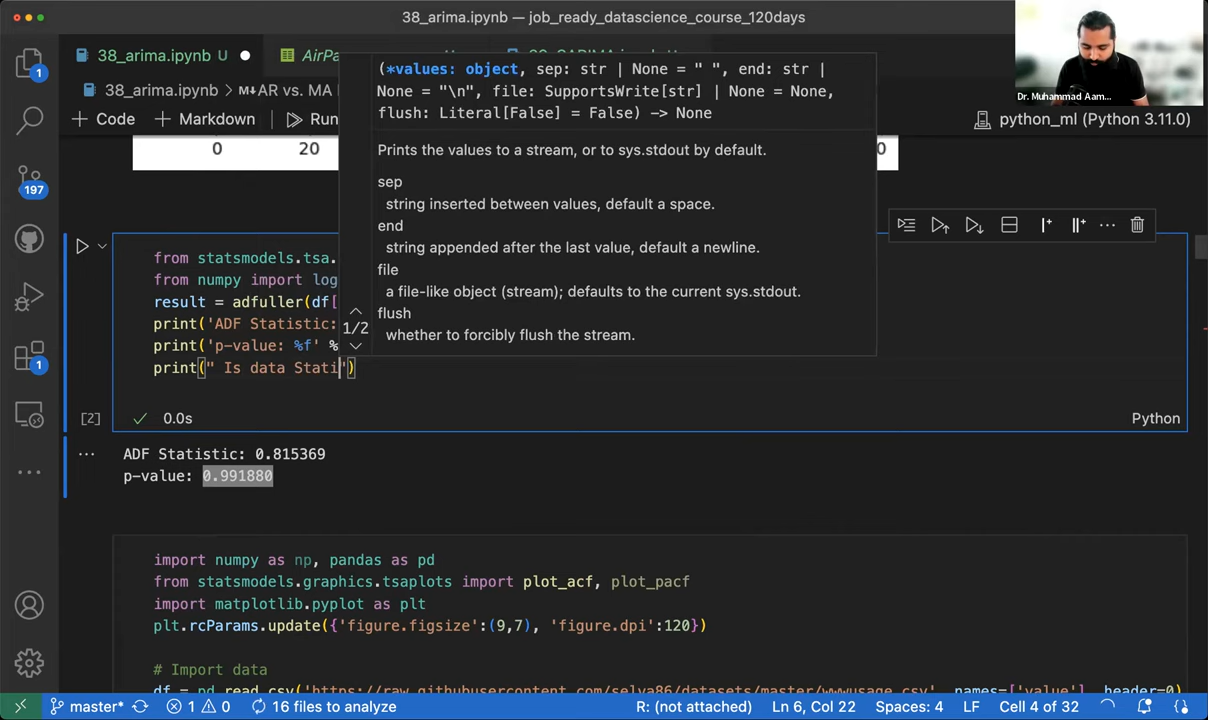 38_arima.ipynb — job_ready_datascience_course_120days
38_arima.ipynb U
AirPa
38_arima.ipynb > M↓AR vs. MA
+ Code + Markdown Run
python_ml (Python 3.11.0)
Dr. Muhammad Aam...
(*values: object, sep: str | None = " ", end: str |
None = "\n", file: SupportsWrite[str] | None = None,
flush: Literal[False] = False) -> None
0 20
0
Prints the values to a stream, or to sys.stdout by default.
sep
string inserted between values, default a space.
end
string appended after the last value, default a newline.
file
a file-like object (stream); defaults to the current sys.stdout.
flush
whether to forcibly flush the stream.
1/2
1
197
1
from statsmodels.tsa.
from numpy import log
result = adfuller(df[
print('ADF Statistic:
print('p-value: %f' %
print(" Is data Stati")
[2] 0.0s
Python
ADF Statistic: 0.815369
p-value: 0.991880
import numpy as np, pandas as pd
from statsmodels.graphics.tsaplots import plot_acf, plot_pacf
import matplotlib.pyplot as plt
plt.rcParams.update({'figure.figsize':(9,7), 'figure.dpi':120})
# Import data
df = pd.read_csv('https://raw.githubusercontent.com/selva86/datasets/master/wwwusage.csv', names=['value'], header=0)
master* 1 0 16 files to analyze R: (not attached) Ln 6, Col 22 Spaces: 4 LF Cell 4 of 32